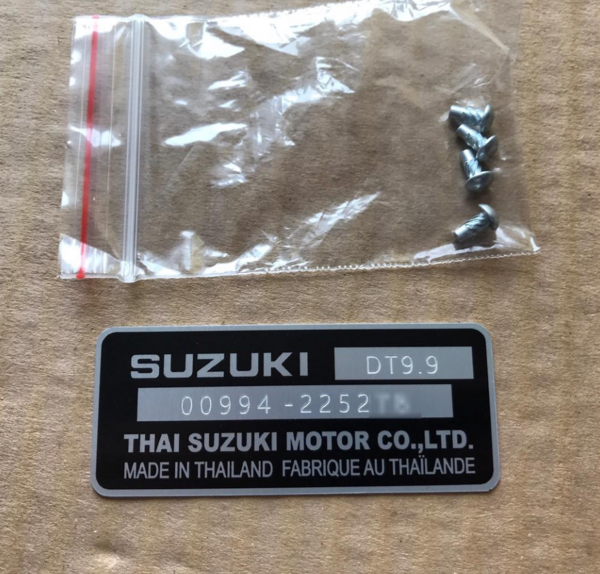 SUZUKI DT9.9
00994-2252
THAI SUZUKI MOTOR CO.,LTD.
MADE IN THAILAND FABRIQUE AU THAÏLANDE